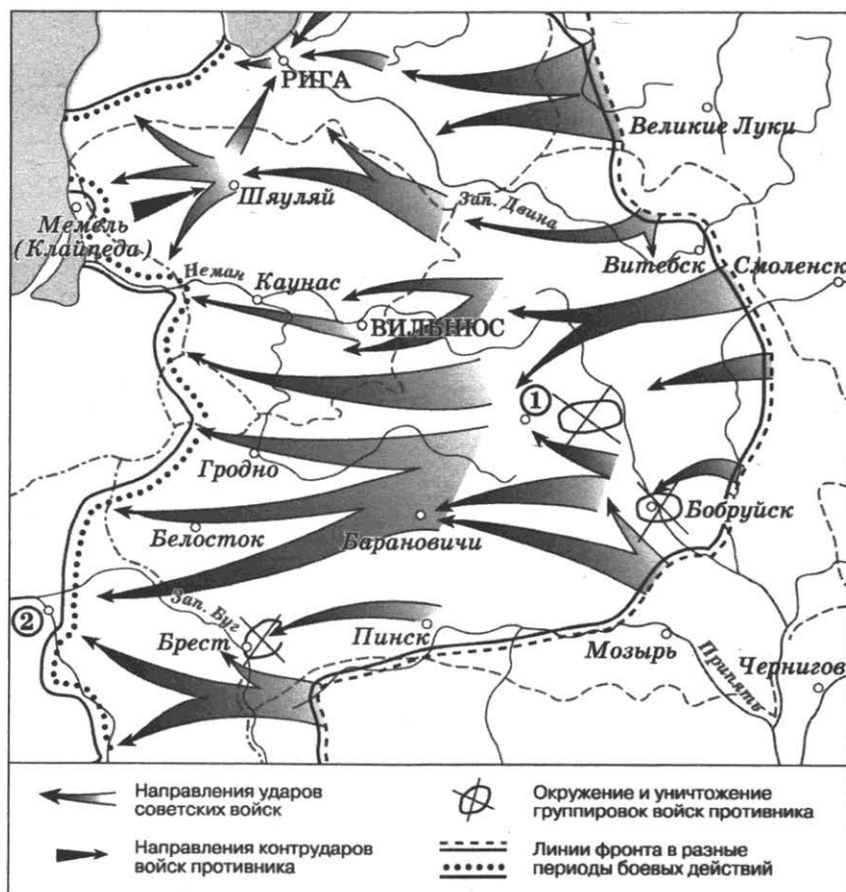 РИГА
Великие Луки
Шяуляй
Зап. Двина
Мемель
(Клайпеда)
Витебск
Смоленск
Неман
Каунас
ВИЛЬНЮС
1
Гродно
Бобруйск
Белосток
Барановичи
2
Зап. Буг
Брест
Пинск
Мозырь
Припять
Чернигов
Направления ударов
советских войск
Окружение и уничтожение
группировок войск противника
Направления контрударов
войск противника
Линии фронта в разные
периоды боевых действий